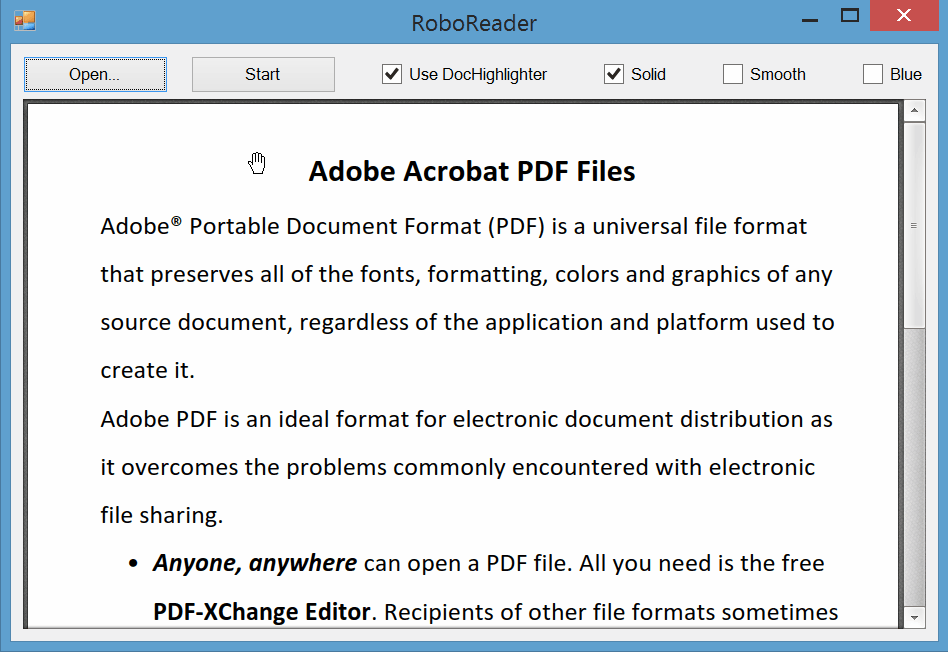 RoboReader
Open... Start Use DocHighlighter Solid Smooth Blue
Adobe Acrobat PDF Files
Adobe® Portable Document Format (PDF) is a universal file format
that preserves all of the fonts, formatting, colors and graphics of any
source document, regardless of the application and platform used to
create it.
Adobe PDF is an ideal format for electronic document distribution as
it overcomes the problems commonly encountered with electronic
file sharing.
• Anyone, anywhere can open a PDF file. All you need is the free
PDF-XChange Editor. Recipients of other file formats sometimes